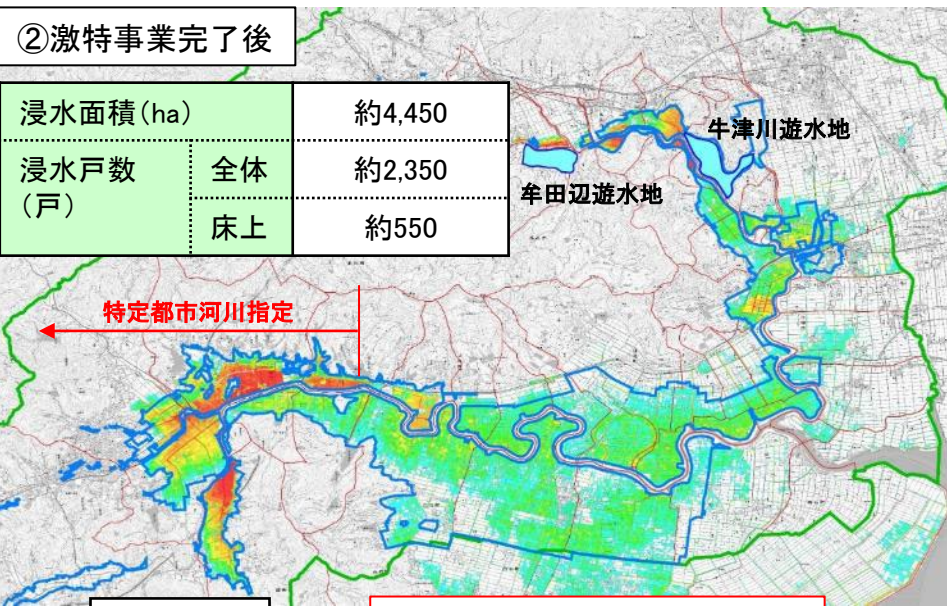 ②激特事業完了後
浸水面積(ha) 約4,450
浸水戸数(戸) 全体 約2,350
床上 約550
牛津川遊水地
牟田辺遊水地
特定都市河川指定